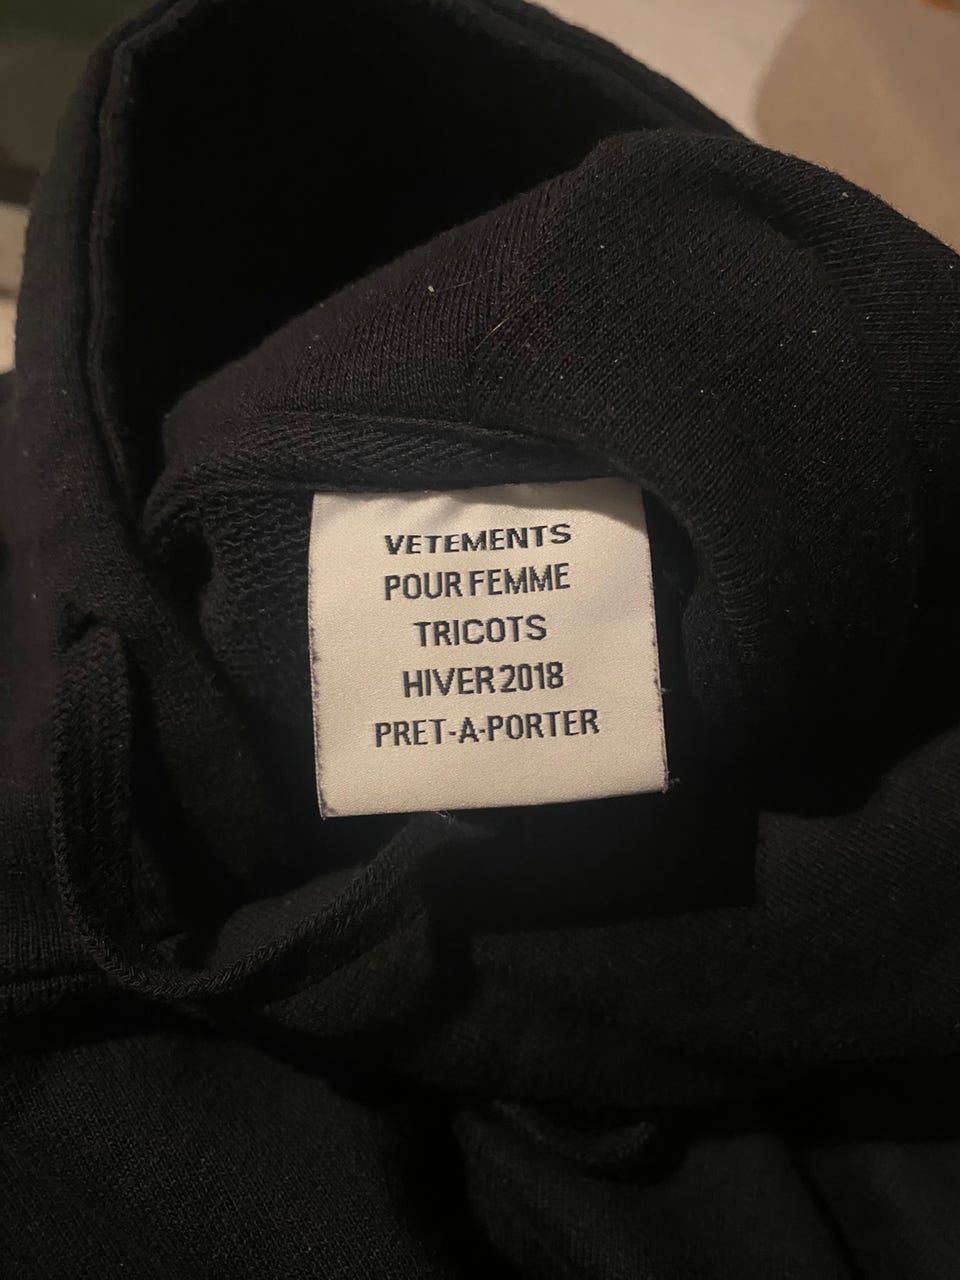 VETEMENTS
POUR FEMME
TRICOTS
HIVER 2018
PRET-A-PORTER